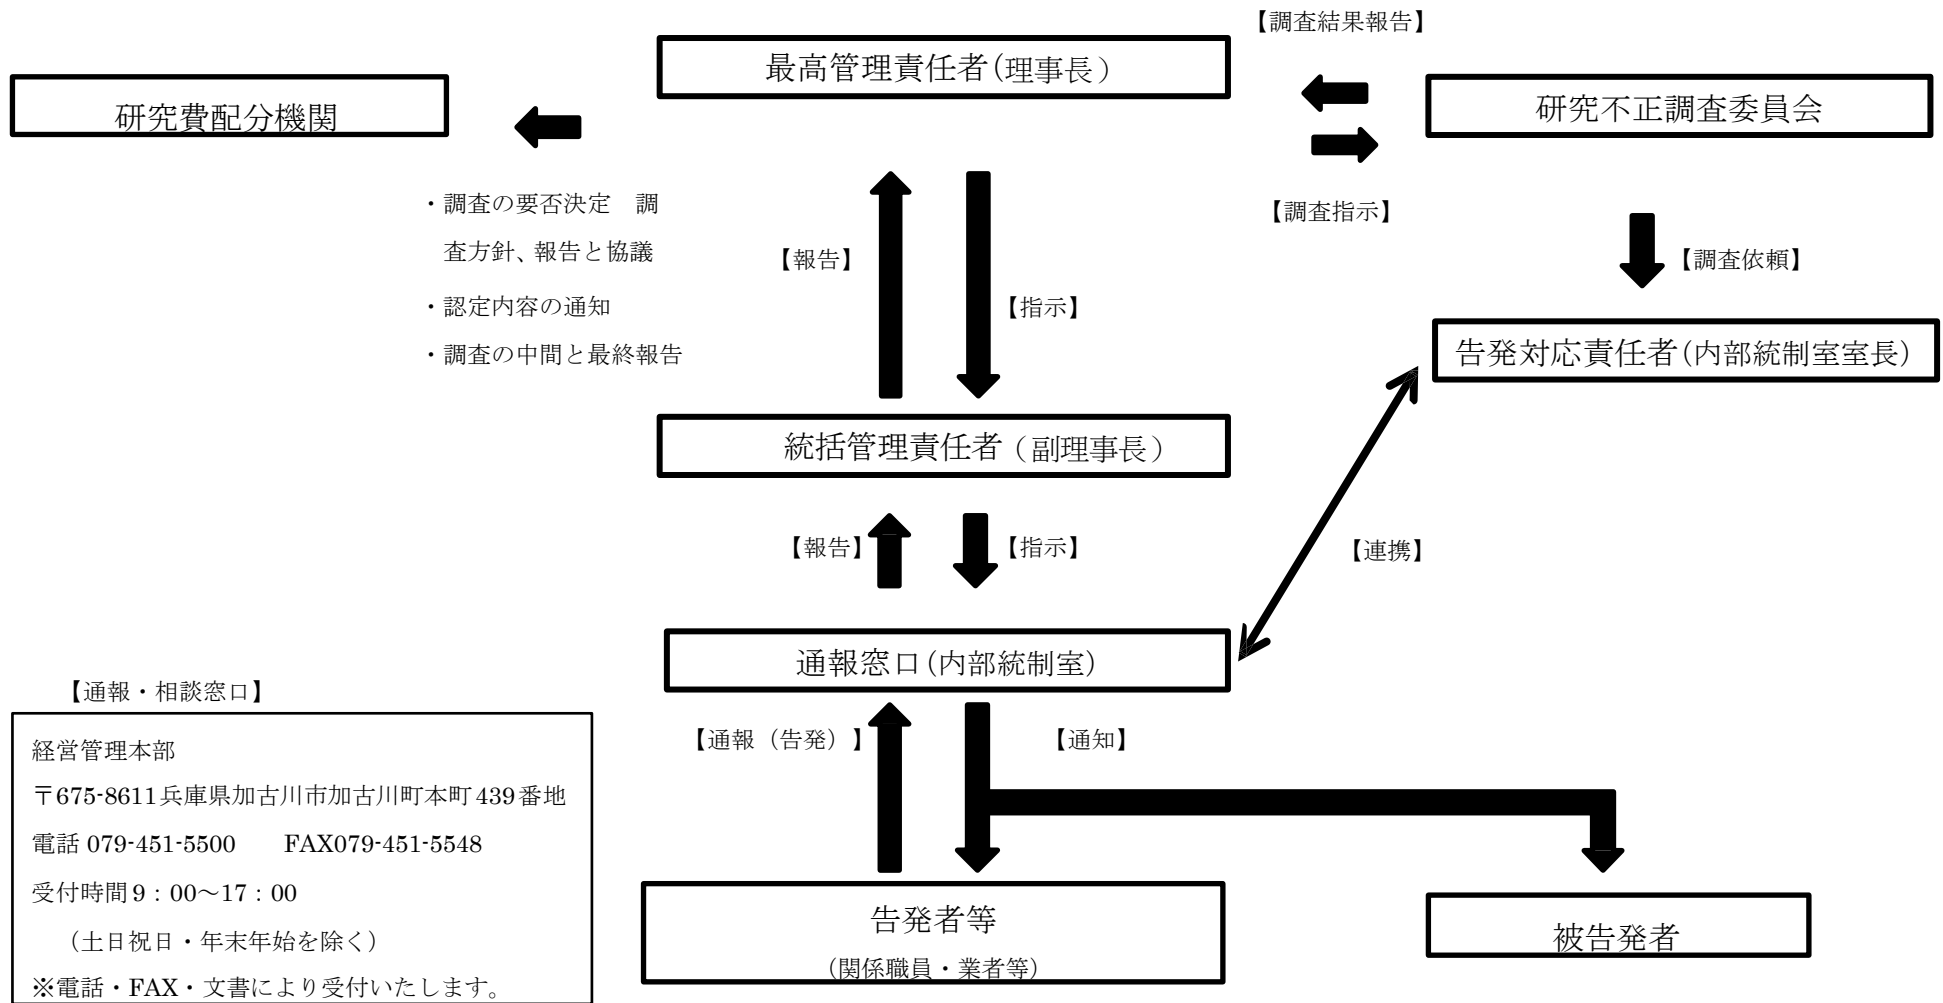 【調査結果報告】
最高管理責任者(理事長)
研究費配分機関
研究不正調査委員会
・調査の要否決定　調
査方針、報告と協議
・認定内容の通知
・調査の中間と最終報告
【調査指示】
【報告】
【指示】
【調査依頼】
告発対応責任者(内部統制室室長)
統括管理責任者（副理事長）
【報告】
【指示】
【連携】
通報窓口(内部統制室)
【通報（告発）】
【通知】
【通報・相談窓口】
経営管理本部
〒675-8611兵庫県加古川市加古川町本町439番地
電話 079-451-5500　　FAX079-451-5548
受付時間9：00～17：00
（土日祝日・年末年始を除く）
※電話・FAX・文書により受付いたします。
告発者等
（関係職員・業者等）
被告発者